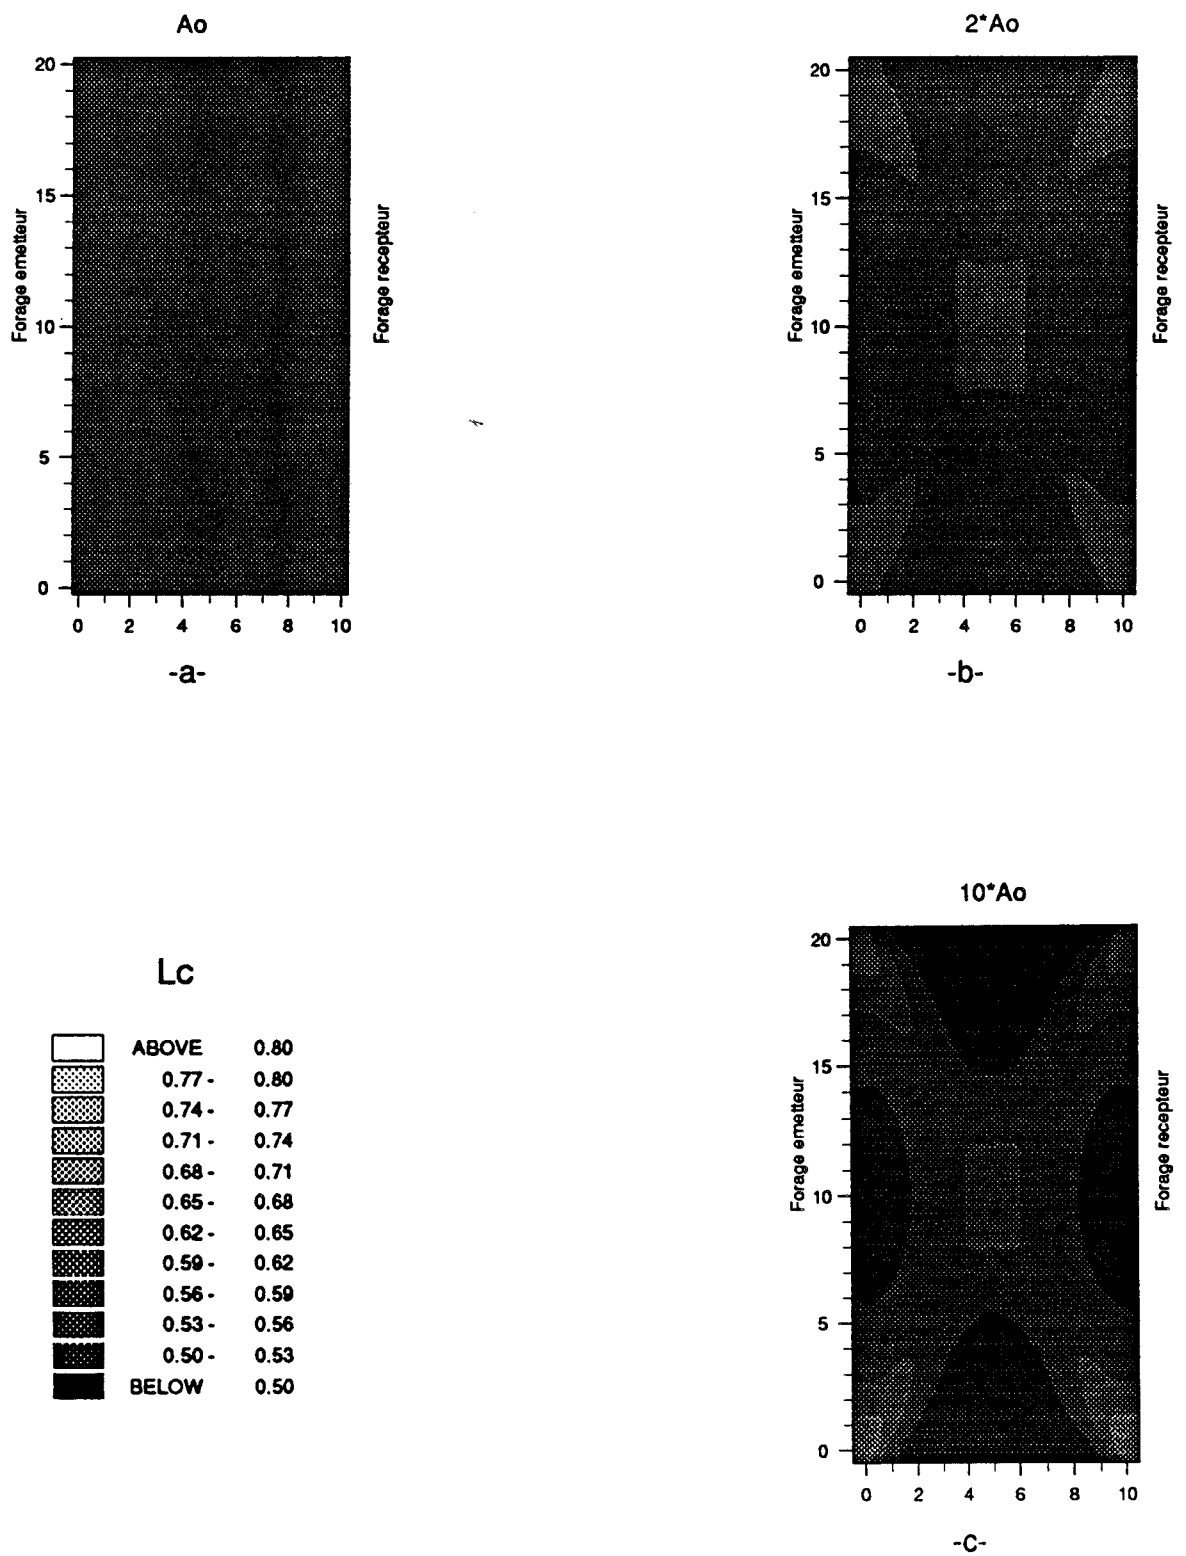 Ao
20
15
10
5
0
0 2 4 6 8 10
Forage emetteur
Forage recepteur
-a-
2*Ao
20
15
10
5
0
0 2 4 6 8 10
Forage emetteur
Forage recepteur
-b-
Lc
ABOVE 0.80
0.77 - 0.80
0.74 - 0.77
0.71 - 0.74
0.68 - 0.71
0.65 - 0.68
0.62 - 0.65
0.59 - 0.62
0.56 - 0.59
0.53 - 0.56
0.50 - 0.53
BELOW 0.50
10*Ao
20
15
10
5
0
0 2 4 6 8 10
Forage emetteur
Forage recepteur
-c-